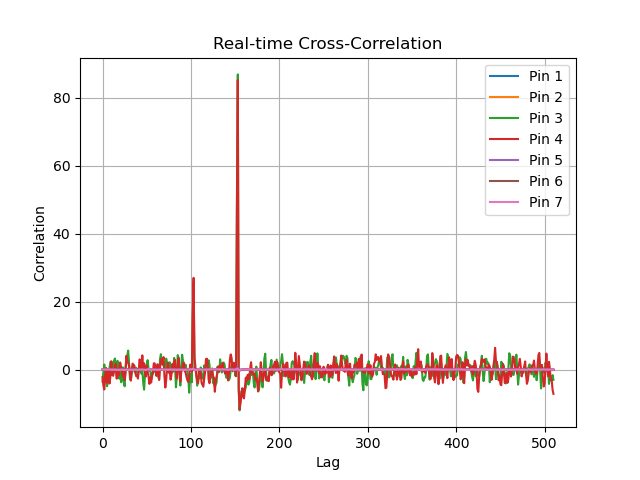 Real-time Cross-Correlation
Correlation
80
60
40
20
0
0 100 200 300 400 500
Lag
Pin 1
Pin 2
Pin 3
Pin 4
Pin 5
Pin 6
Pin 7